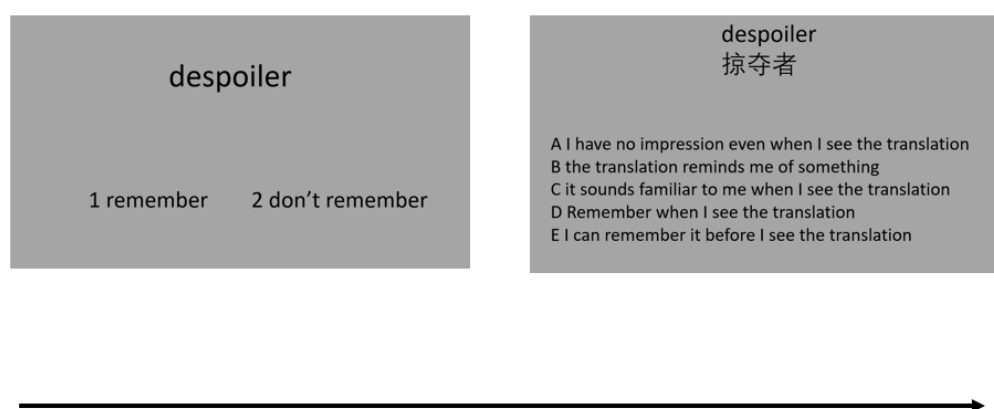 despoiler
1 remember 2 don't remember
despoiler
掠夺者
A I have no impression even when I see the translation
B the translation reminds me of something
C it sounds familiar to me when I see the translation
D Remember when I see the translation
E I can remember it before I see the translation